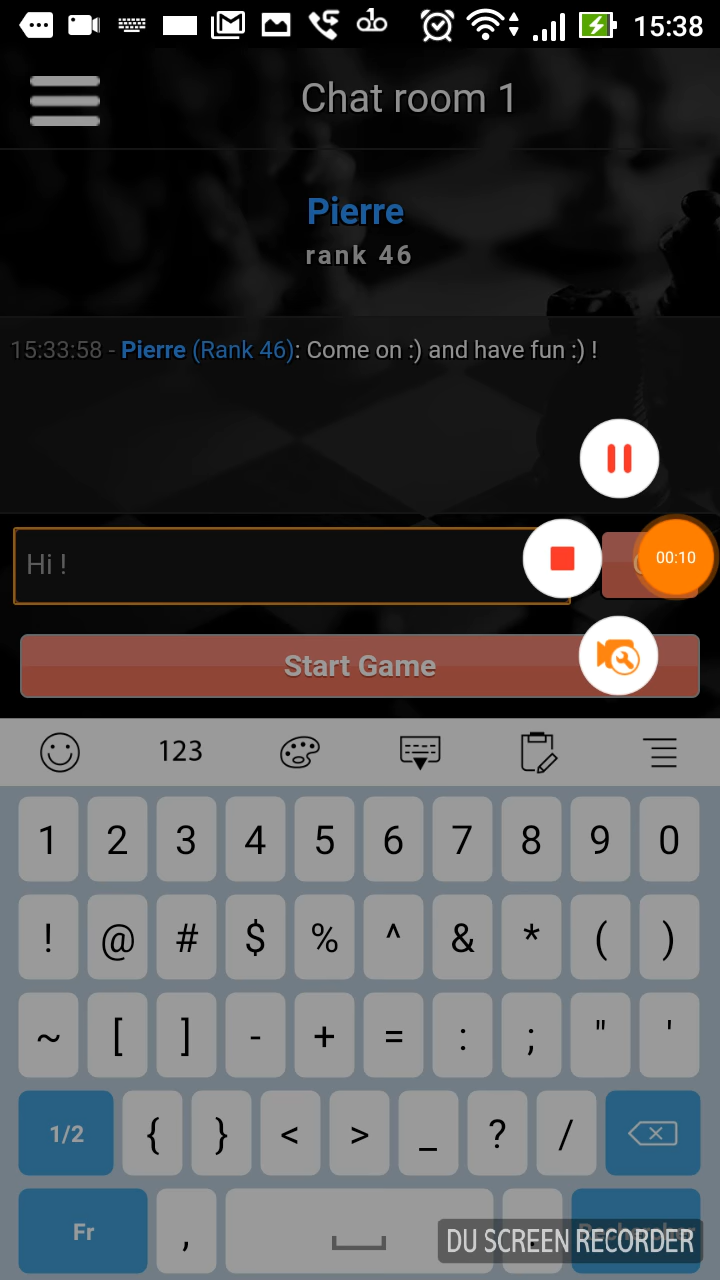 15:38
Chat room 1
Pierre
rank 46
15:33:58 - Pierre (Rank 46): Come on :) and have fun :) !
Hi !
00:10
Start Game
123
1 2 3 4 5 6 7 8 9 0
! @ # $ % ^ & * ( )
~ [ ] - + = : ; " '
1/2 { } < > _ ? /
Fr ,
DU SCREEN RECORDER